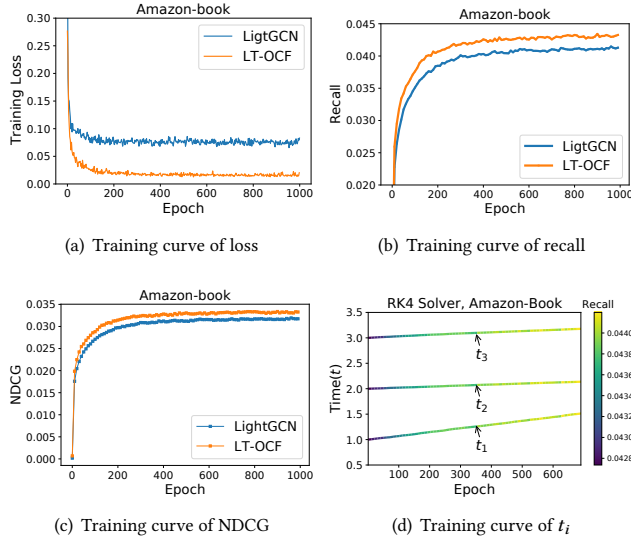 Amazon-book
0.30
0.25
0.20
0.15
0.10
0.05
0.00
Training Loss
LigtGCN
LT-OCF
0 200 400 600 800 1000
Epoch
(a) Training curve of loss
Amazon-book
0.045
0.040
0.035
0.030
0.025
0.020
Recall
LigtGCN
LT-OCF
0 200 400 600 800 1000
Epoch
(b) Training curve of recall
Amazon-book
0.035
0.030
0.025
0.020
0.015
0.010
0.005
0.000
NDCG
LightGCN
LT-OCF
0 200 400 600 800 1000
Epoch
(c) Training curve of NDCG
RK4 Solver, Amazon-Book
Recall
3.5
3.0
2.5
2.0
1.5
1.0
0.5
Time(t)
t3
t2
t1
100 200 300 400 500 600
Epoch
0.0440
0.0438
0.0436
0.0434
0.0432
0.0430
0.0428
(d) Training curve of ti